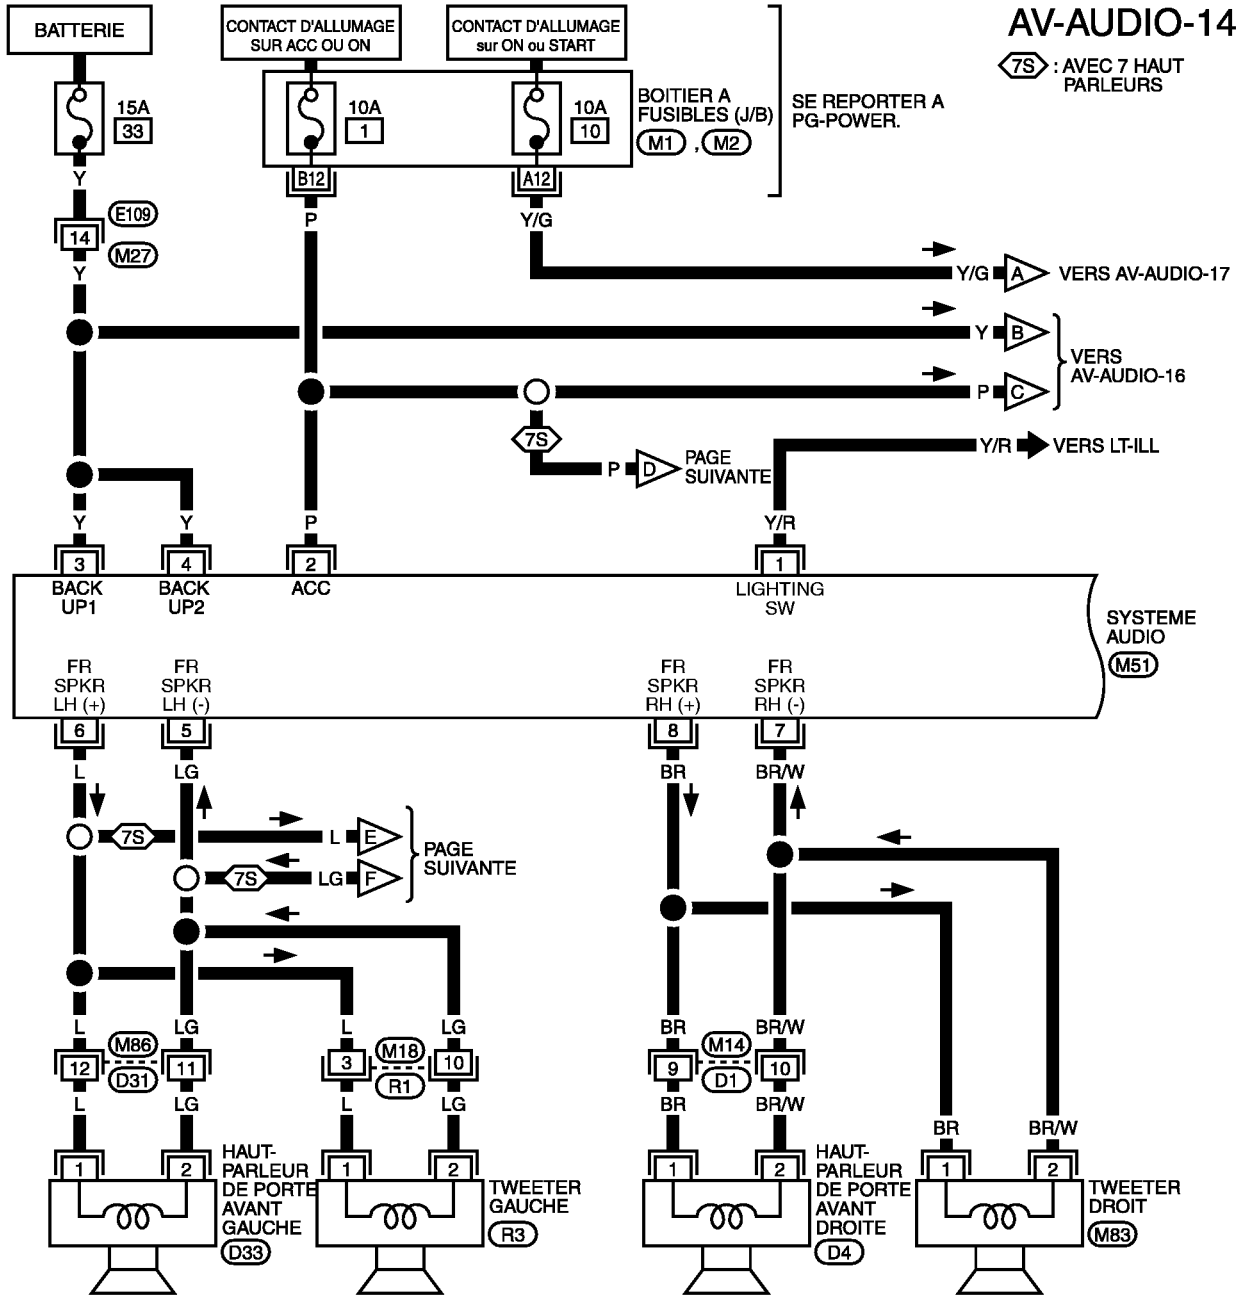 AV-AUDIO-14
BATTERIE
CONTACT D'ALLUMAGE
SUR ACC OU ON
CONTACT D'ALLUMAGE
sur ON ou START
7S : AVEC 7 HAUT
PARLEURS
15A
33
10A
1
10A
10
BOITIER A
FUSIBLES (J/B)
M1 , M2
SE REPORTER A
PG-POWER.
B12
A12
Y
P
Y/G
E109
14
M27
Y
Y/G
A
VERS AV-AUDIO-17
Y
B
VERS
AV-AUDIO-16
P
C
7S
P
D
PAGE
SUIVANTE
Y/R
VERS LT-ILL
Y
Y
P
Y/R
3
4
2
1
BACK
UP1
BACK
UP2
ACC
LIGHTING
SW
SYSTEME
AUDIO
M51
FR
SPKR
LH (+)
FR
SPKR
LH (-)
FR
SPKR
RH (+)
FR
SPKR
RH (-)
6
5
8
7
L
LG
BR
BR/W
7S
L
E
7S
LG
F
PAGE
SUIVANTE
L
LG
L
LG
BR
BR/W
12
M86
D31
11
3
M18
R1
10
9
M14
D1
10
L
LG
L
LG
BR
BR/W
BR
BR/W
1
2
HAUT-
PARLEUR
DE PORTE
AVANT
GAUCHE
D33
1
2
TWEETER
GAUCHE
R3
1
2
HAUT-
PARLEUR
DE PORTE
AVANT
DROITE
D4
1
2
TWEETER
DROIT
M83